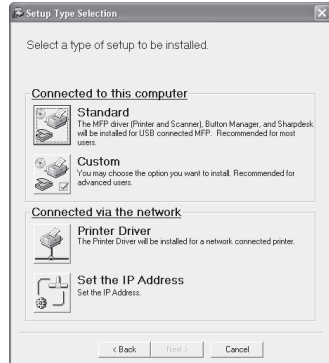 Setup Type Selection
Select a type of setup to be installed.
Connected to this computer
Standard
The MFP driver (Printer and Scanner), Button Manager, and Sharpdesk
will be installed for USB connected MFP. Recommended for most
users.
Custom
You may choose the option you want to install. Recommended for
advanced users.
Connected via the network
Printer Driver
The Printer Driver will be installed for a network connected printer.
Set the IP Address
Set the IP Address.
< Back
Next >
Cancel